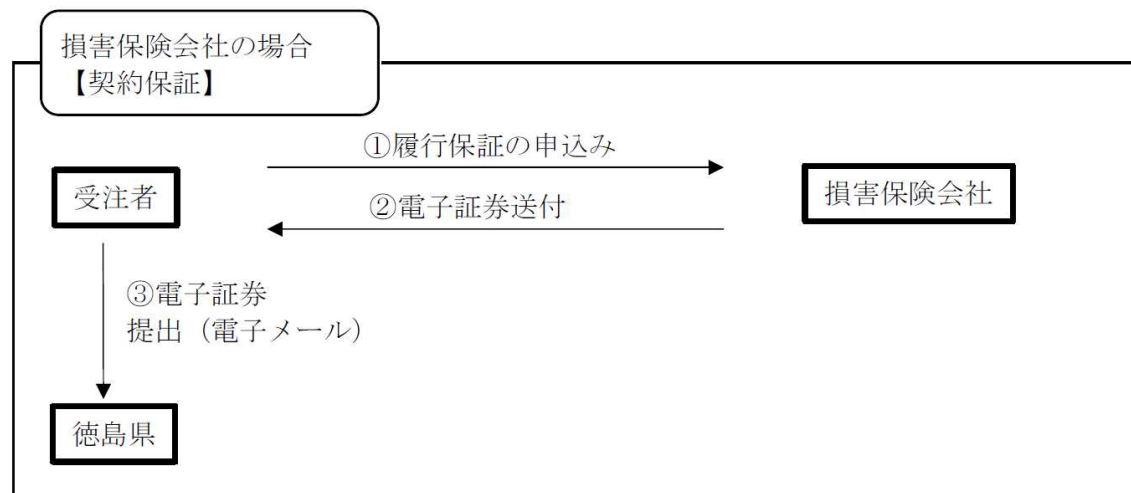 損害保険会社の場合
【契約保証】
①履行保証の申込み
受注者
損害保険会社
②電子証券送付
③電子証券
提出（電子メール）
徳島県